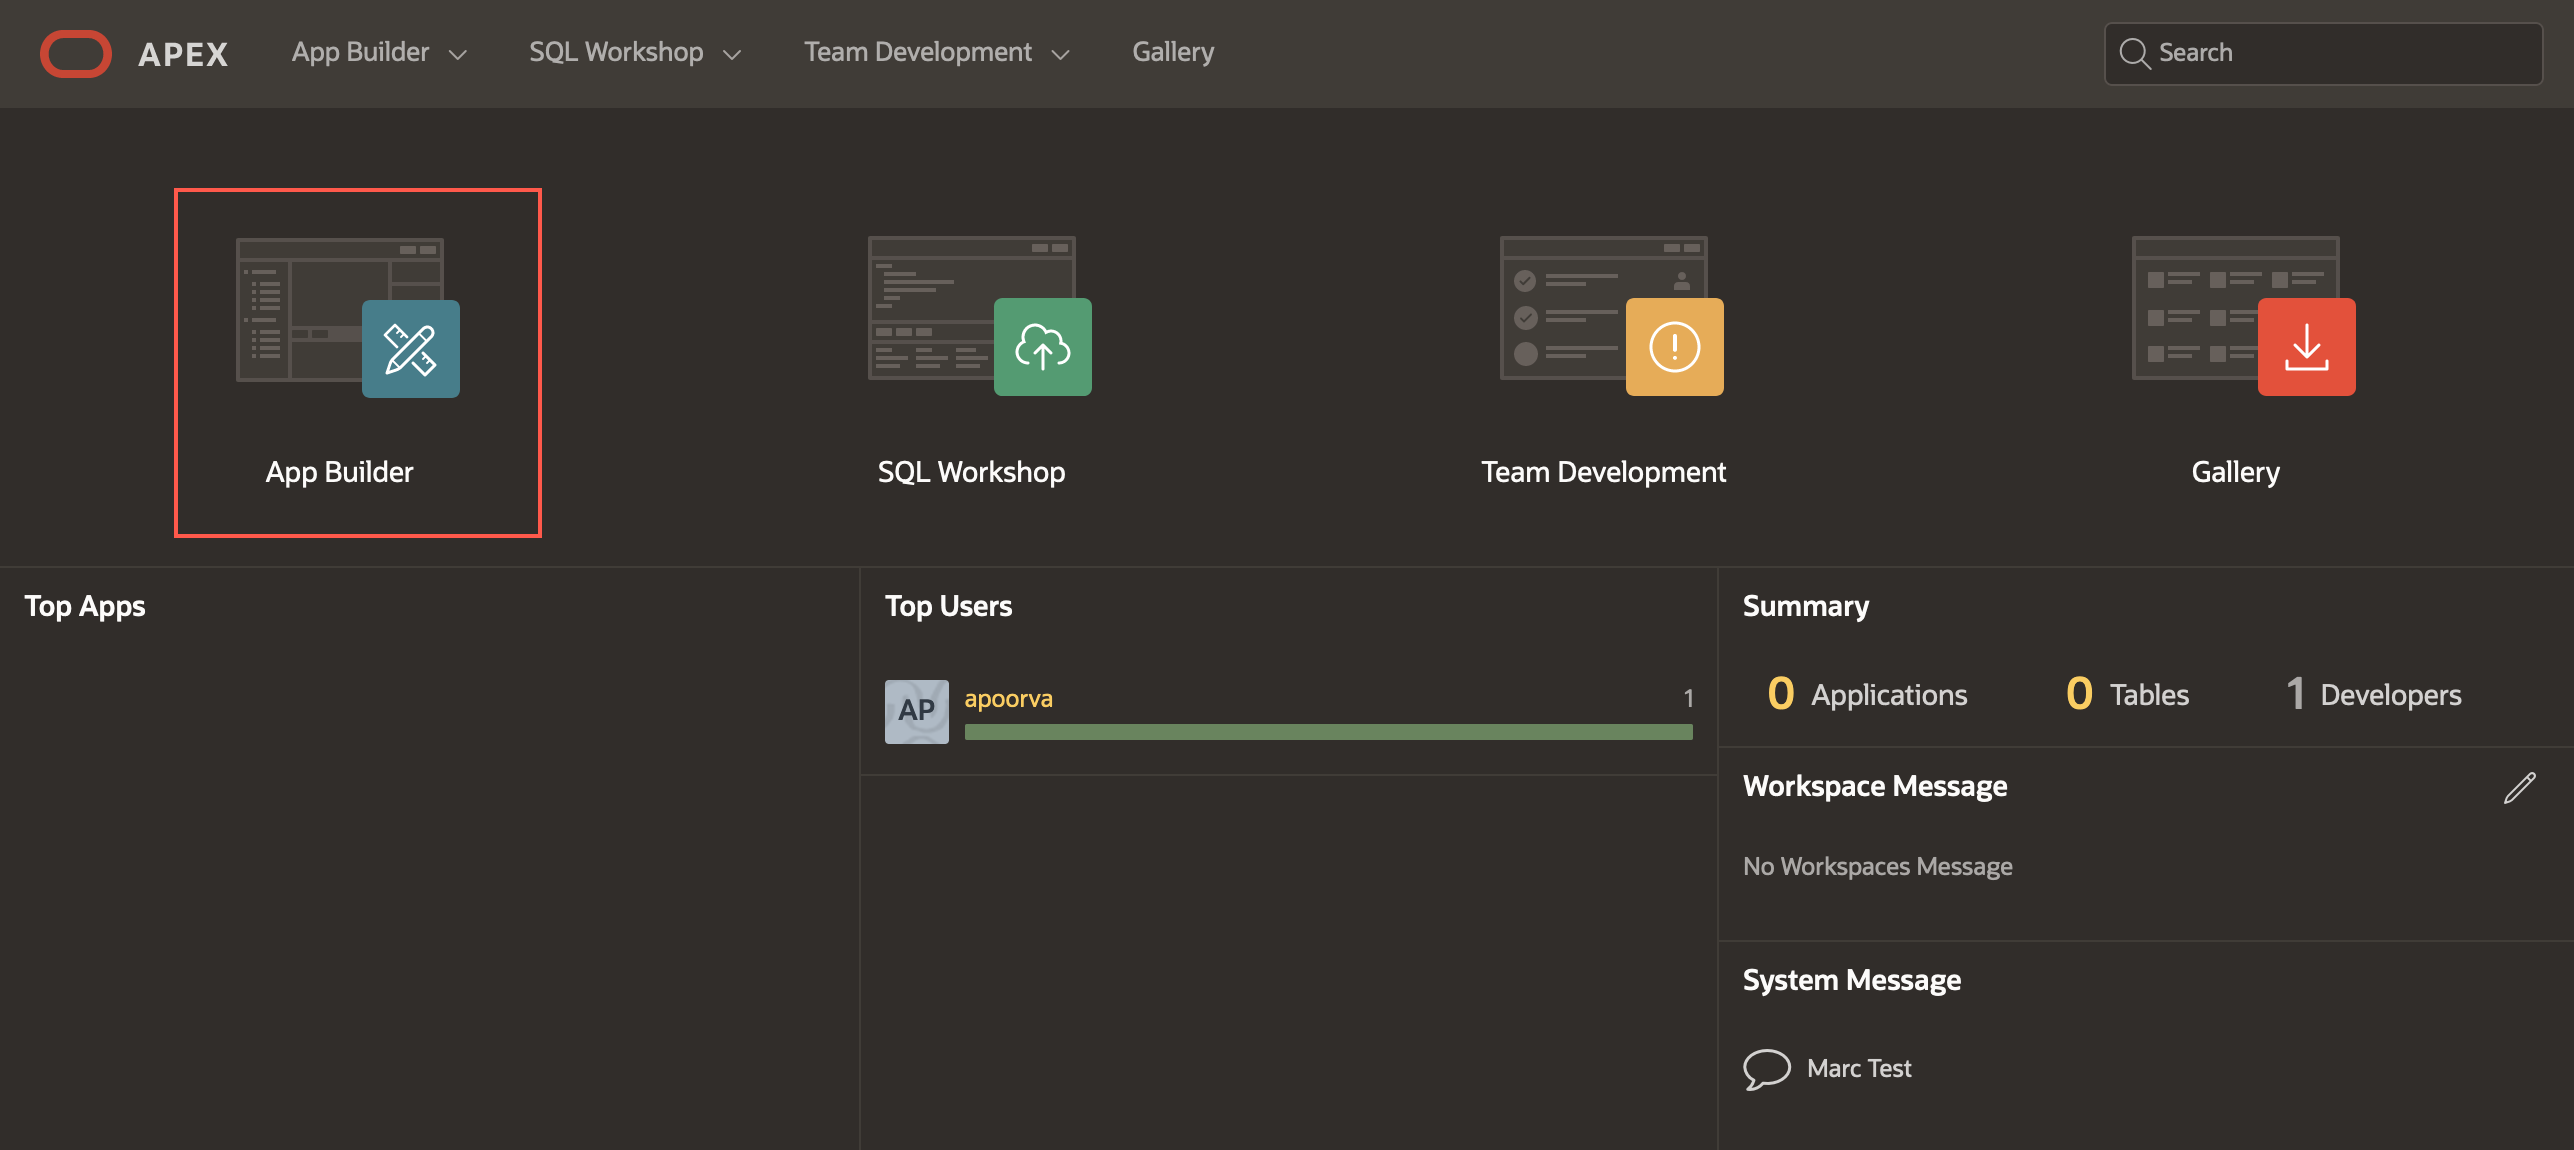 APEX App Builder SQL Workshop Team Development Gallery Search
App Builder SQL Workshop Team Development Gallery
Top Apps
Top Users
AP apoorva 1
Summary
0 Applications 0 Tables 1 Developers
Workspace Message
No Workspaces Message
System Message
Marc Test